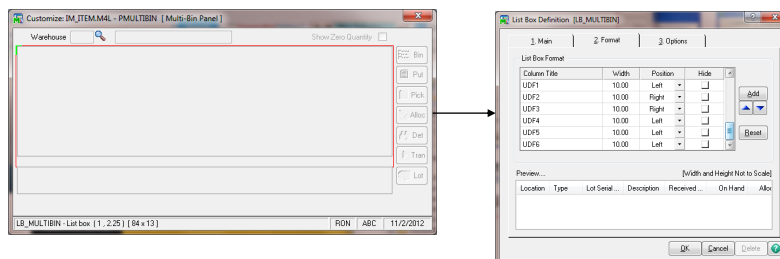 Customize: IM_ITEM.M4L - PMULTIBIN [ Multi-Bin Panel ]
Warehouse
Show Zero Quantity
Bin
Put
Pick
Alloc
Det
Tran
Lot
LB_MULTIBIN - List box ( 1 , 2.25 ) [ 84 x 13 ]
RON ABC 11/2/2012
List Box Definition [LB_MULTIBIN]
1. Main 2. Format 3. Options
List Box Format
Column Title Width Position Hide
UDF1 10.00 Left
UDF2 10.00 Right
UDF3 10.00 Left
UDF4 10.00 Left
UDF5 10.00 Left
UDF6 10.00 Left
Add
Reset
Preview... [Width and Height Not to Scale]
Location Type Lot Serial ... Description Received ... On Hand Alloc
OK Cancel Delete